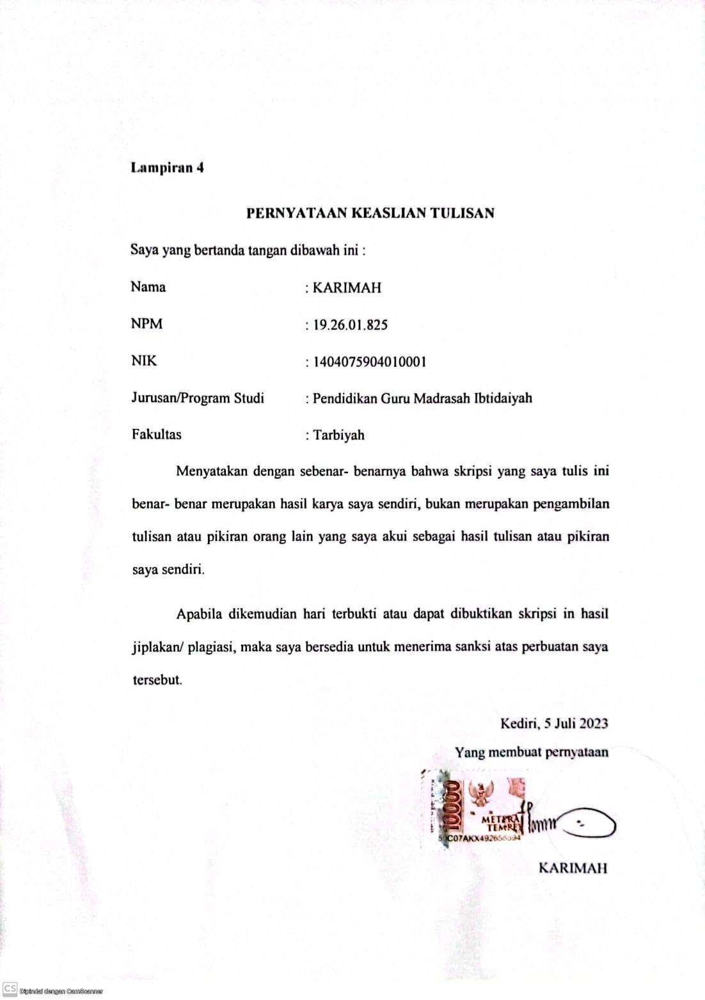 Lampiran 4
PERNYATAAN KEASLIAN TULISAN
Saya yang bertanda tangan dibawah ini :
Nama : KARIMAH
NPM : 19.26.01.825
NIK : 1404075904010001
Jurusan/Program Studi : Pendidikan Guru Madrasah Ibtidaiyah
Fakultas : Tarbiyah
Menyatakan dengan sebenar- benarnya bahwa skripsi yang saya tulis ini
benar- benar merupakan hasil karya saya sendiri, bukan merupakan pengambilan
tulisan atau pikiran orang lain yang saya akui sebagai hasil tulisan atau pikiran
saya sendiri.
Apabila dikemudian hari terbukti atau dapat dibuktikan skripsi in hasil
jiplakan/ plagiasi, maka saya bersedia untuk menerima sanksi atas perbuatan saya
tersebut.
Kediri, 5 Juli 2023
Yang membuat pernyataan
10000
KARIMAH
CS Dipindai dengan CamScanner